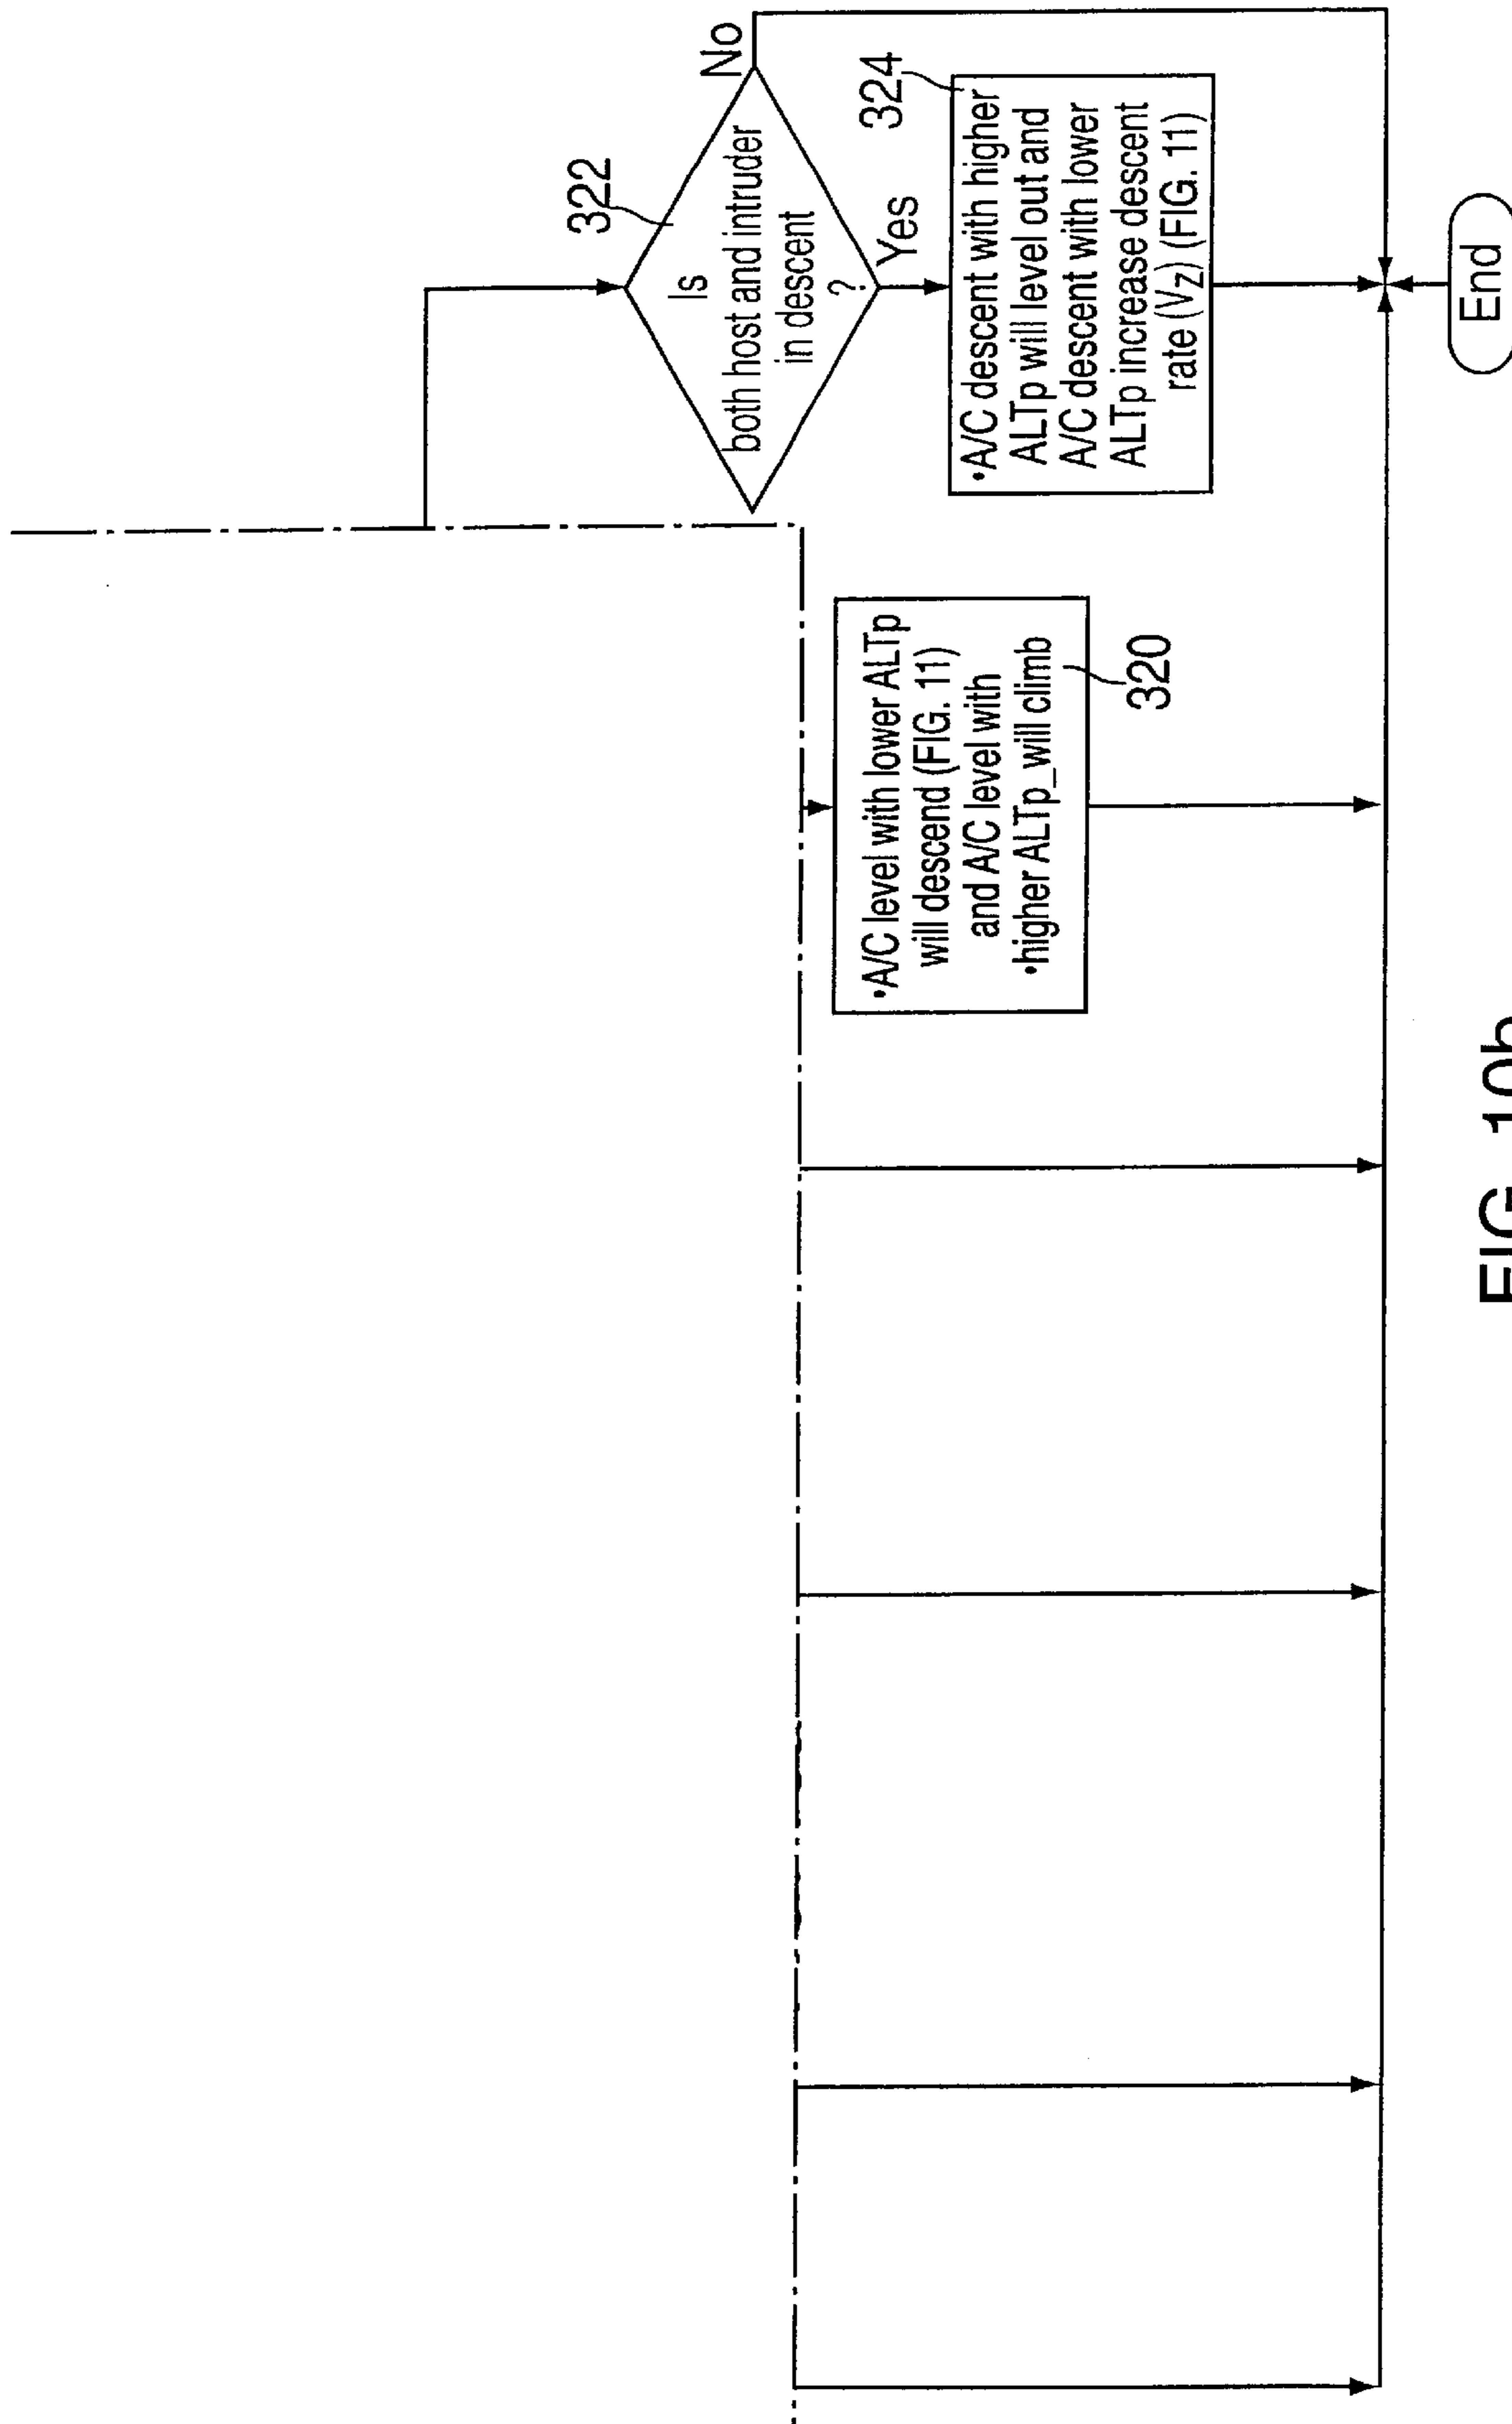 322
Is
both host and intruder
in descent
?
No
Yes
324
•A/C descent with higher
ALTp will level out and
A/C descent with lower
ALTp increase descent
rate (VZ) (FIG. 11)
•A/C level with lower ALTp
will descend (FIG. 11)
and A/C level with
•higher ALTp_will climb
320
End
FIG 10b